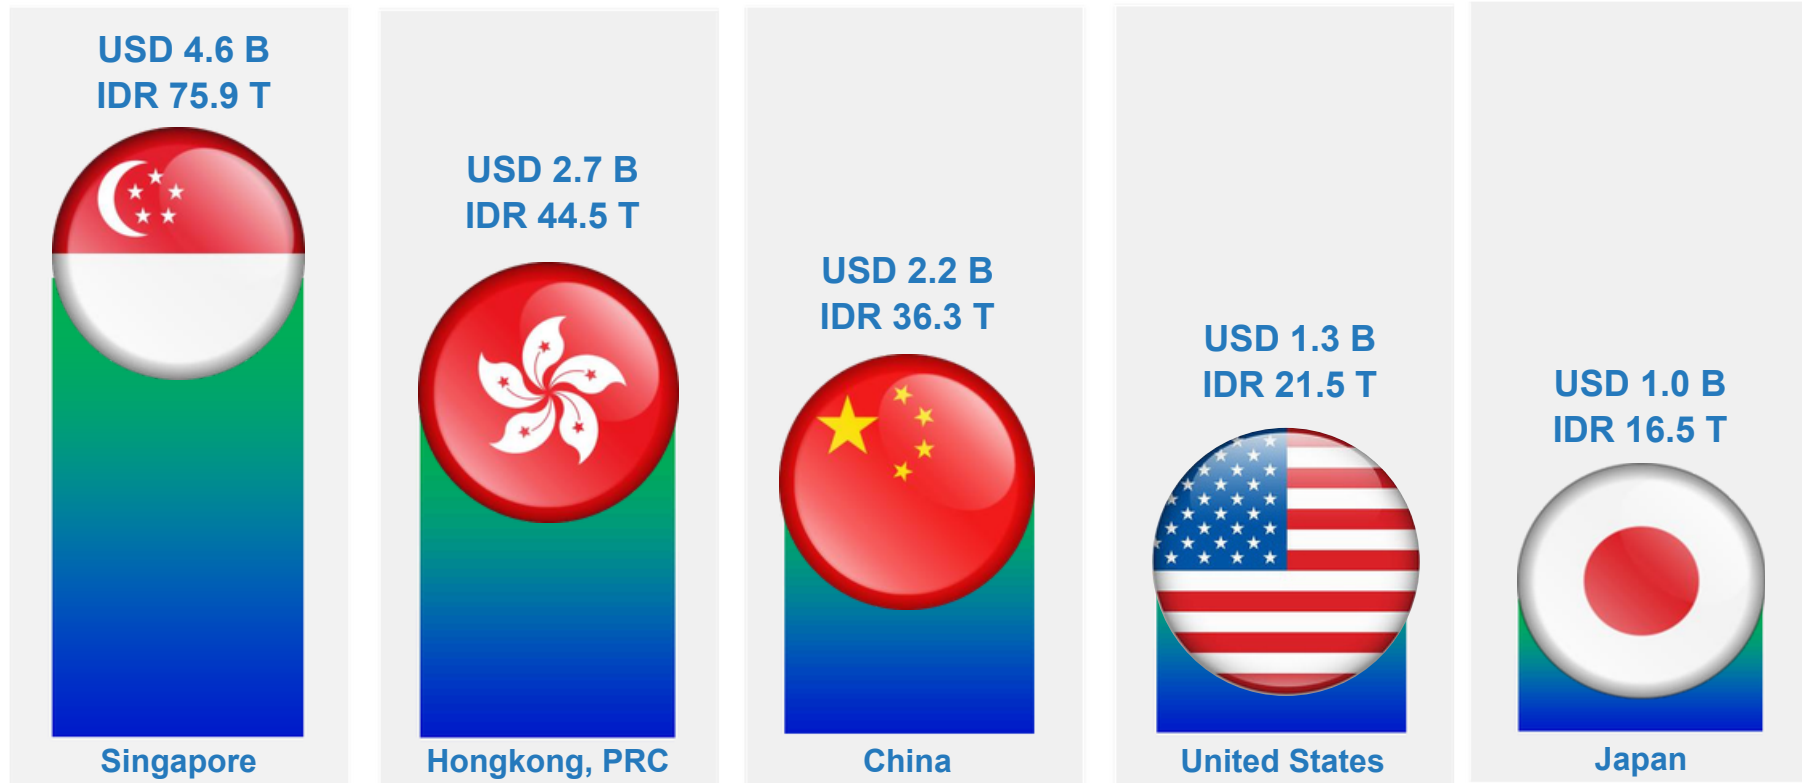 USD 4.6 B
IDR 75.9 T
Singapore
USD 2.7 B
IDR 44.5 T
Hongkong, PRC
USD 2.2 B
IDR 36.3 T
China
USD 1.3 B
IDR 21.5 T
United States
USD 1.0 B
IDR 16.5 T
Japan